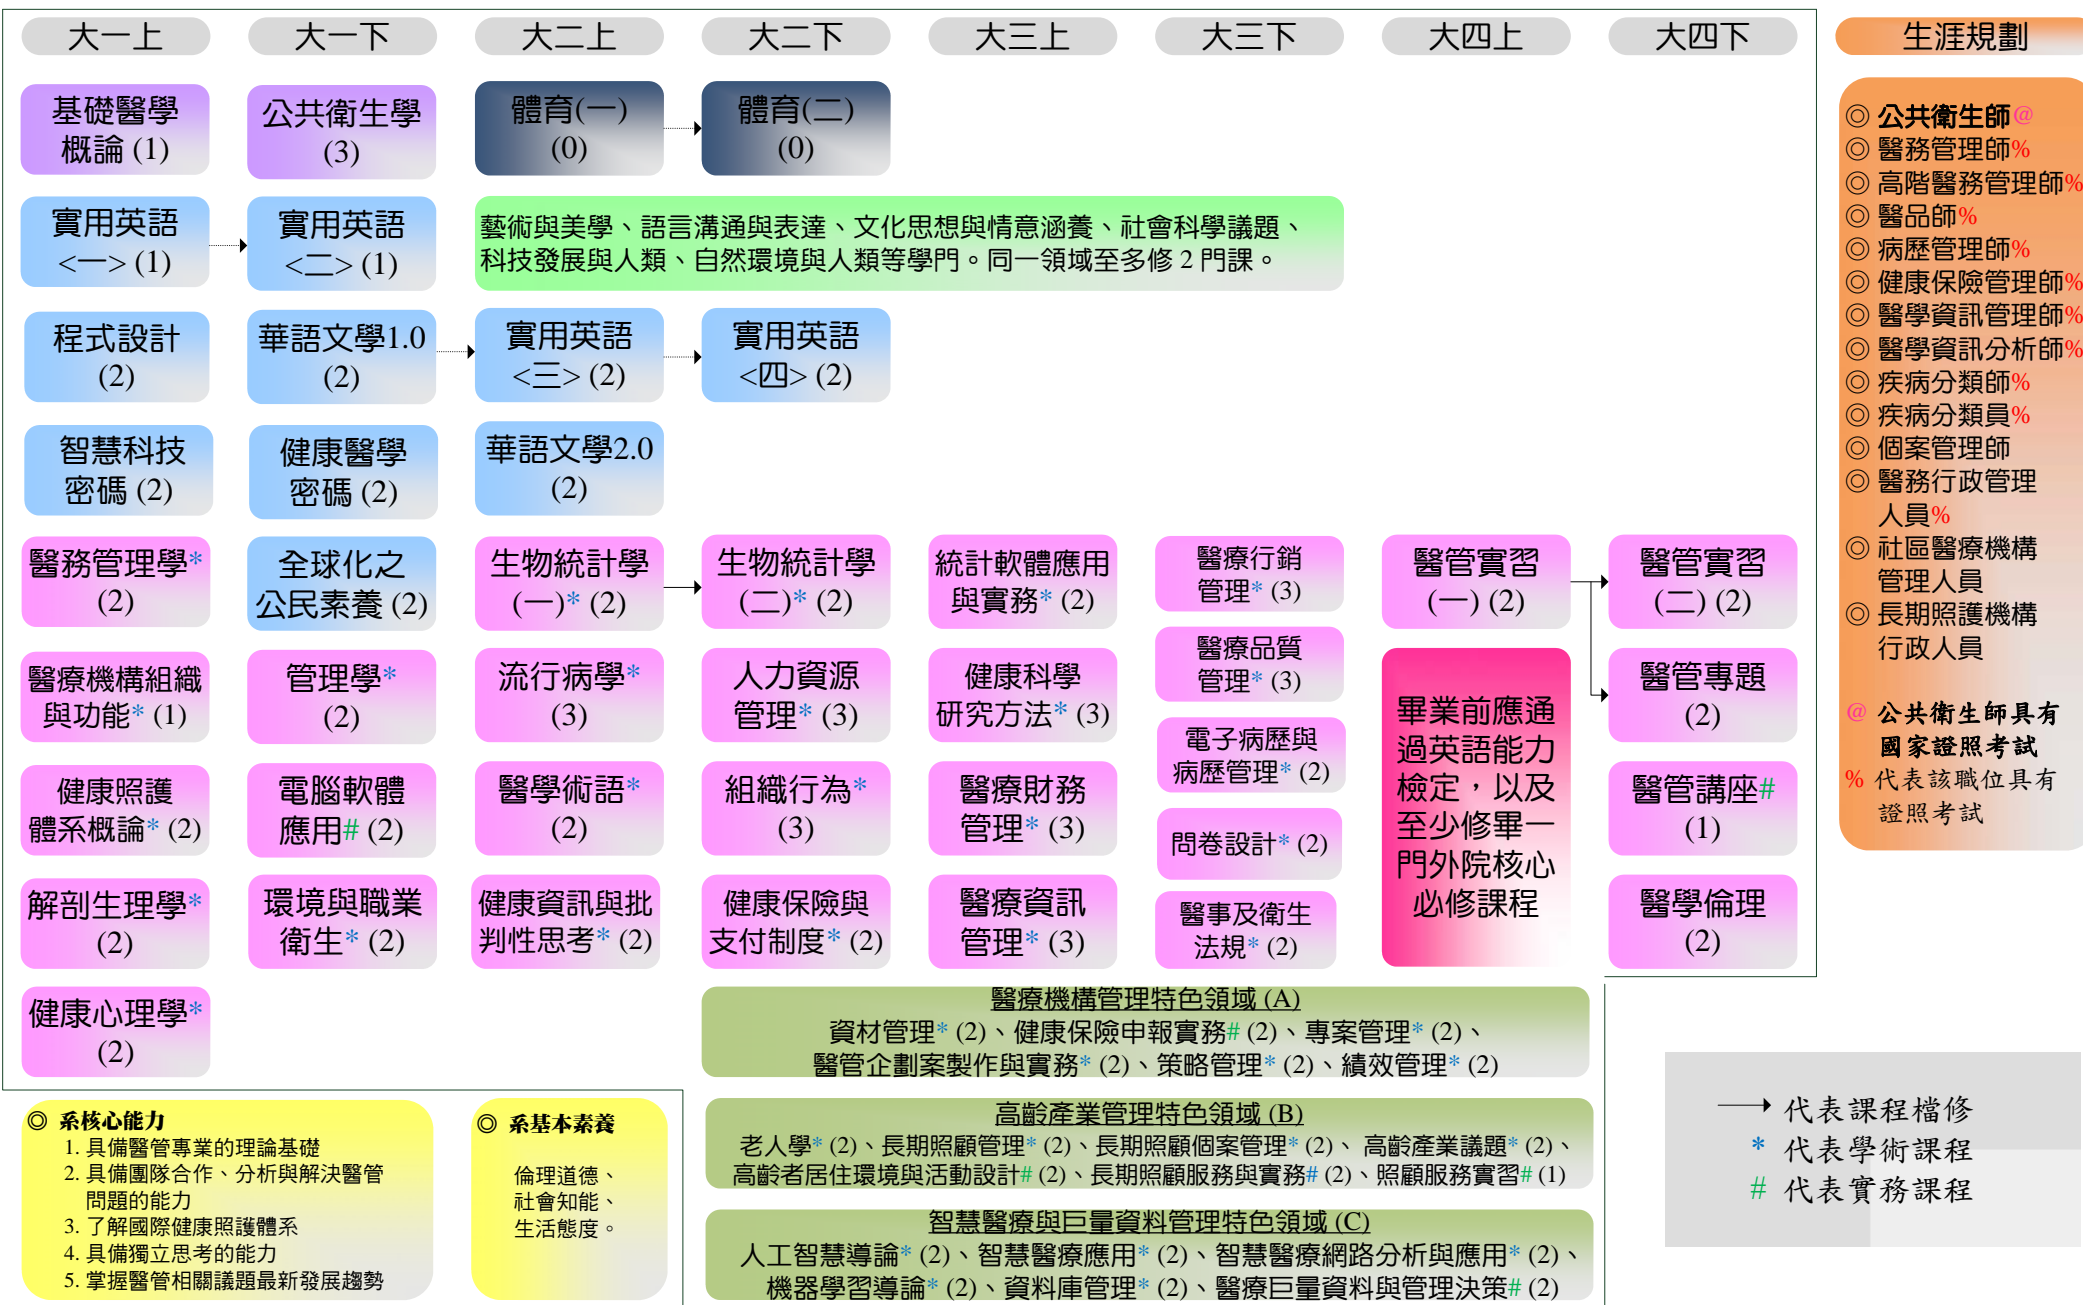 大一上
大一下
大二上
大二下
大三上
大三下
大四上
大四下
生涯規劃
基礎醫學
概論 (1)
公共衛生學
(3)
體育(一)
(0)
體育(二)
(0)
實用英語
<一> (1)
實用英語
<二> (1)
藝術與美學、語言溝通與表達、文化思想與情意涵養、社會科學議題、
科技發展與人類、自然環境與人類等學門。同一領域至多修 2 門課。
程式設計
(2)
華語文學1.0
(2)
實用英語
<三> (2)
實用英語
<四> (2)
智慧科技
密碼 (2)
健康醫學
密碼 (2)
華語文學2.0
(2)
醫務管理學*
(2)
全球化之
公民素養 (2)
生物統計學
(一)* (2)
生物統計學
(二)* (2)
統計軟體應用
與實務* (2)
醫療行銷
管理* (3)
醫管實習
(一) (2)
醫管實習
(二) (2)
醫療機構組織
與功能* (1)
管理學*
(2)
流行病學*
(3)
人力資源
管理* (3)
健康科學
研究方法* (3)
醫療品質
管理* (3)
電子病歷與
病歷管理* (2)
畢業前應通
過英語能力
檢定，以及
至少修畢一
門外院核心
必修課程
醫管專題
(2)
健康照護
體系概論* (2)
電腦軟體
應用# (2)
醫學術語*
(2)
組織行為*
(3)
醫療財務
管理* (3)
問卷設計* (2)
醫管講座#
(1)
解剖生理學*
(2)
環境與職業
衛生* (2)
健康資訊與批
判性思考* (2)
健康保險與
支付制度* (2)
醫療資訊
管理* (3)
醫事及衛生
法規* (2)
醫學倫理
(2)
健康心理學*
(2)
醫療機構管理特色領域 (A)
資材管理* (2)、健康保險申報實務# (2)、專案管理* (2)、
醫管企劃案製作與實務* (2)、策略管理* (2)、績效管理* (2)
高齡產業管理特色領域 (B)
老人學* (2)、長期照顧管理* (2)、長期照顧個案管理* (2)、 高齡產業議題* (2)、
高齡者居住環境與活動設計# (2)、長期照顧服務與實務# (2)、照顧服務實習# (1)
智慧醫療與巨量資料管理特色領域 (C)
人工智慧導論* (2)、智慧醫療應用* (2)、智慧醫療網路分析與應用* (2)、
機器學習導論* (2)、資料庫管理* (2)、醫療巨量資料與管理決策# (2)
◎ 系核心能力
1. 具備醫管專業的理論基礎
2. 具備團隊合作、分析與解決醫管
問題的能力
3. 了解國際健康照護體系
4. 具備獨立思考的能力
5. 掌握醫管相關議題最新發展趨勢
◎ 系基本素養
倫理道德、
社會知能、
生活態度。
◎ 公共衛生師@
◎ 醫務管理師%
◎ 高階醫務管理師%
◎ 醫品師%
◎ 病歷管理師%
◎ 健康保險管理師%
◎ 醫學資訊管理師%
◎ 醫學資訊分析師%
◎ 疾病分類師%
◎ 疾病分類員%
◎ 個案管理師
◎ 醫務行政管理
人員%
◎ 社區醫療機構
管理人員
◎ 長期照護機構
行政人員
@ 公共衛生師具有
國家證照考試
% 代表該職位具有
證照考試
代表課程檔修
* 代表學術課程
# 代表實務課程